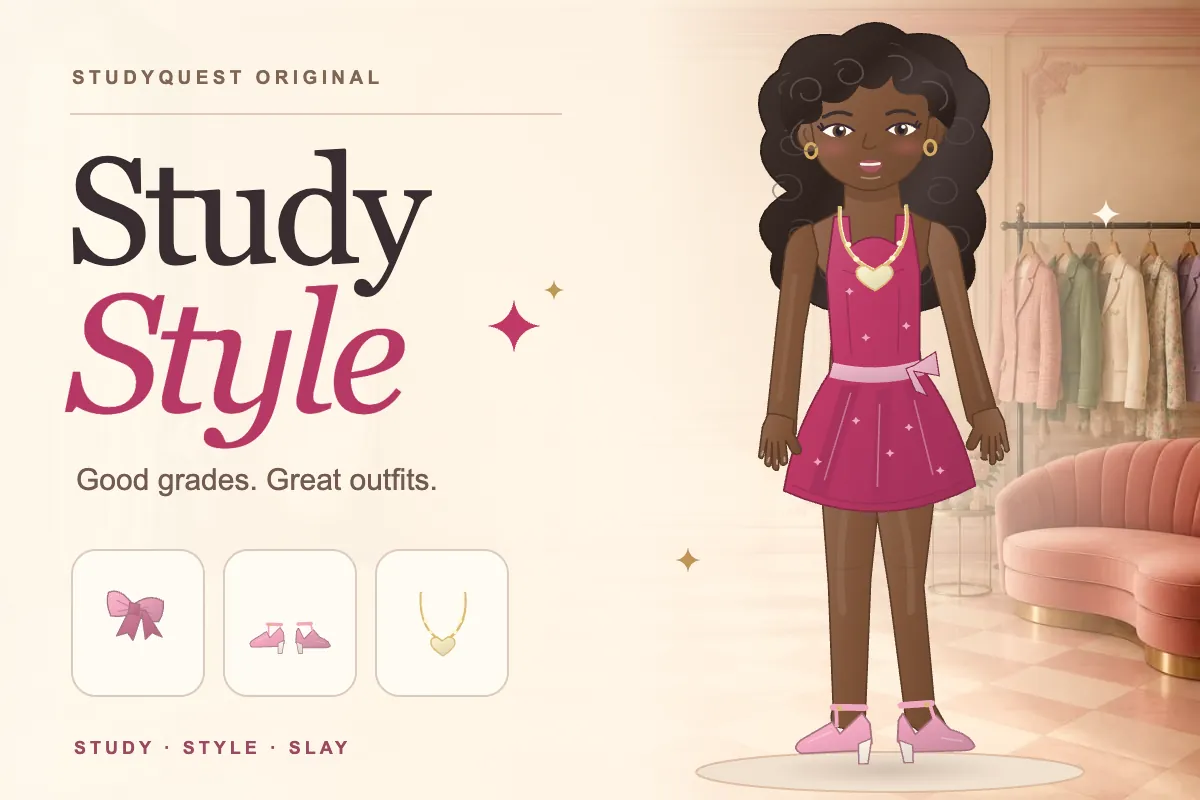 STUDYQUEST ORIGINAL
Study
Style
Good grades. Great outfits.
STUDY · STYLE · SLAY